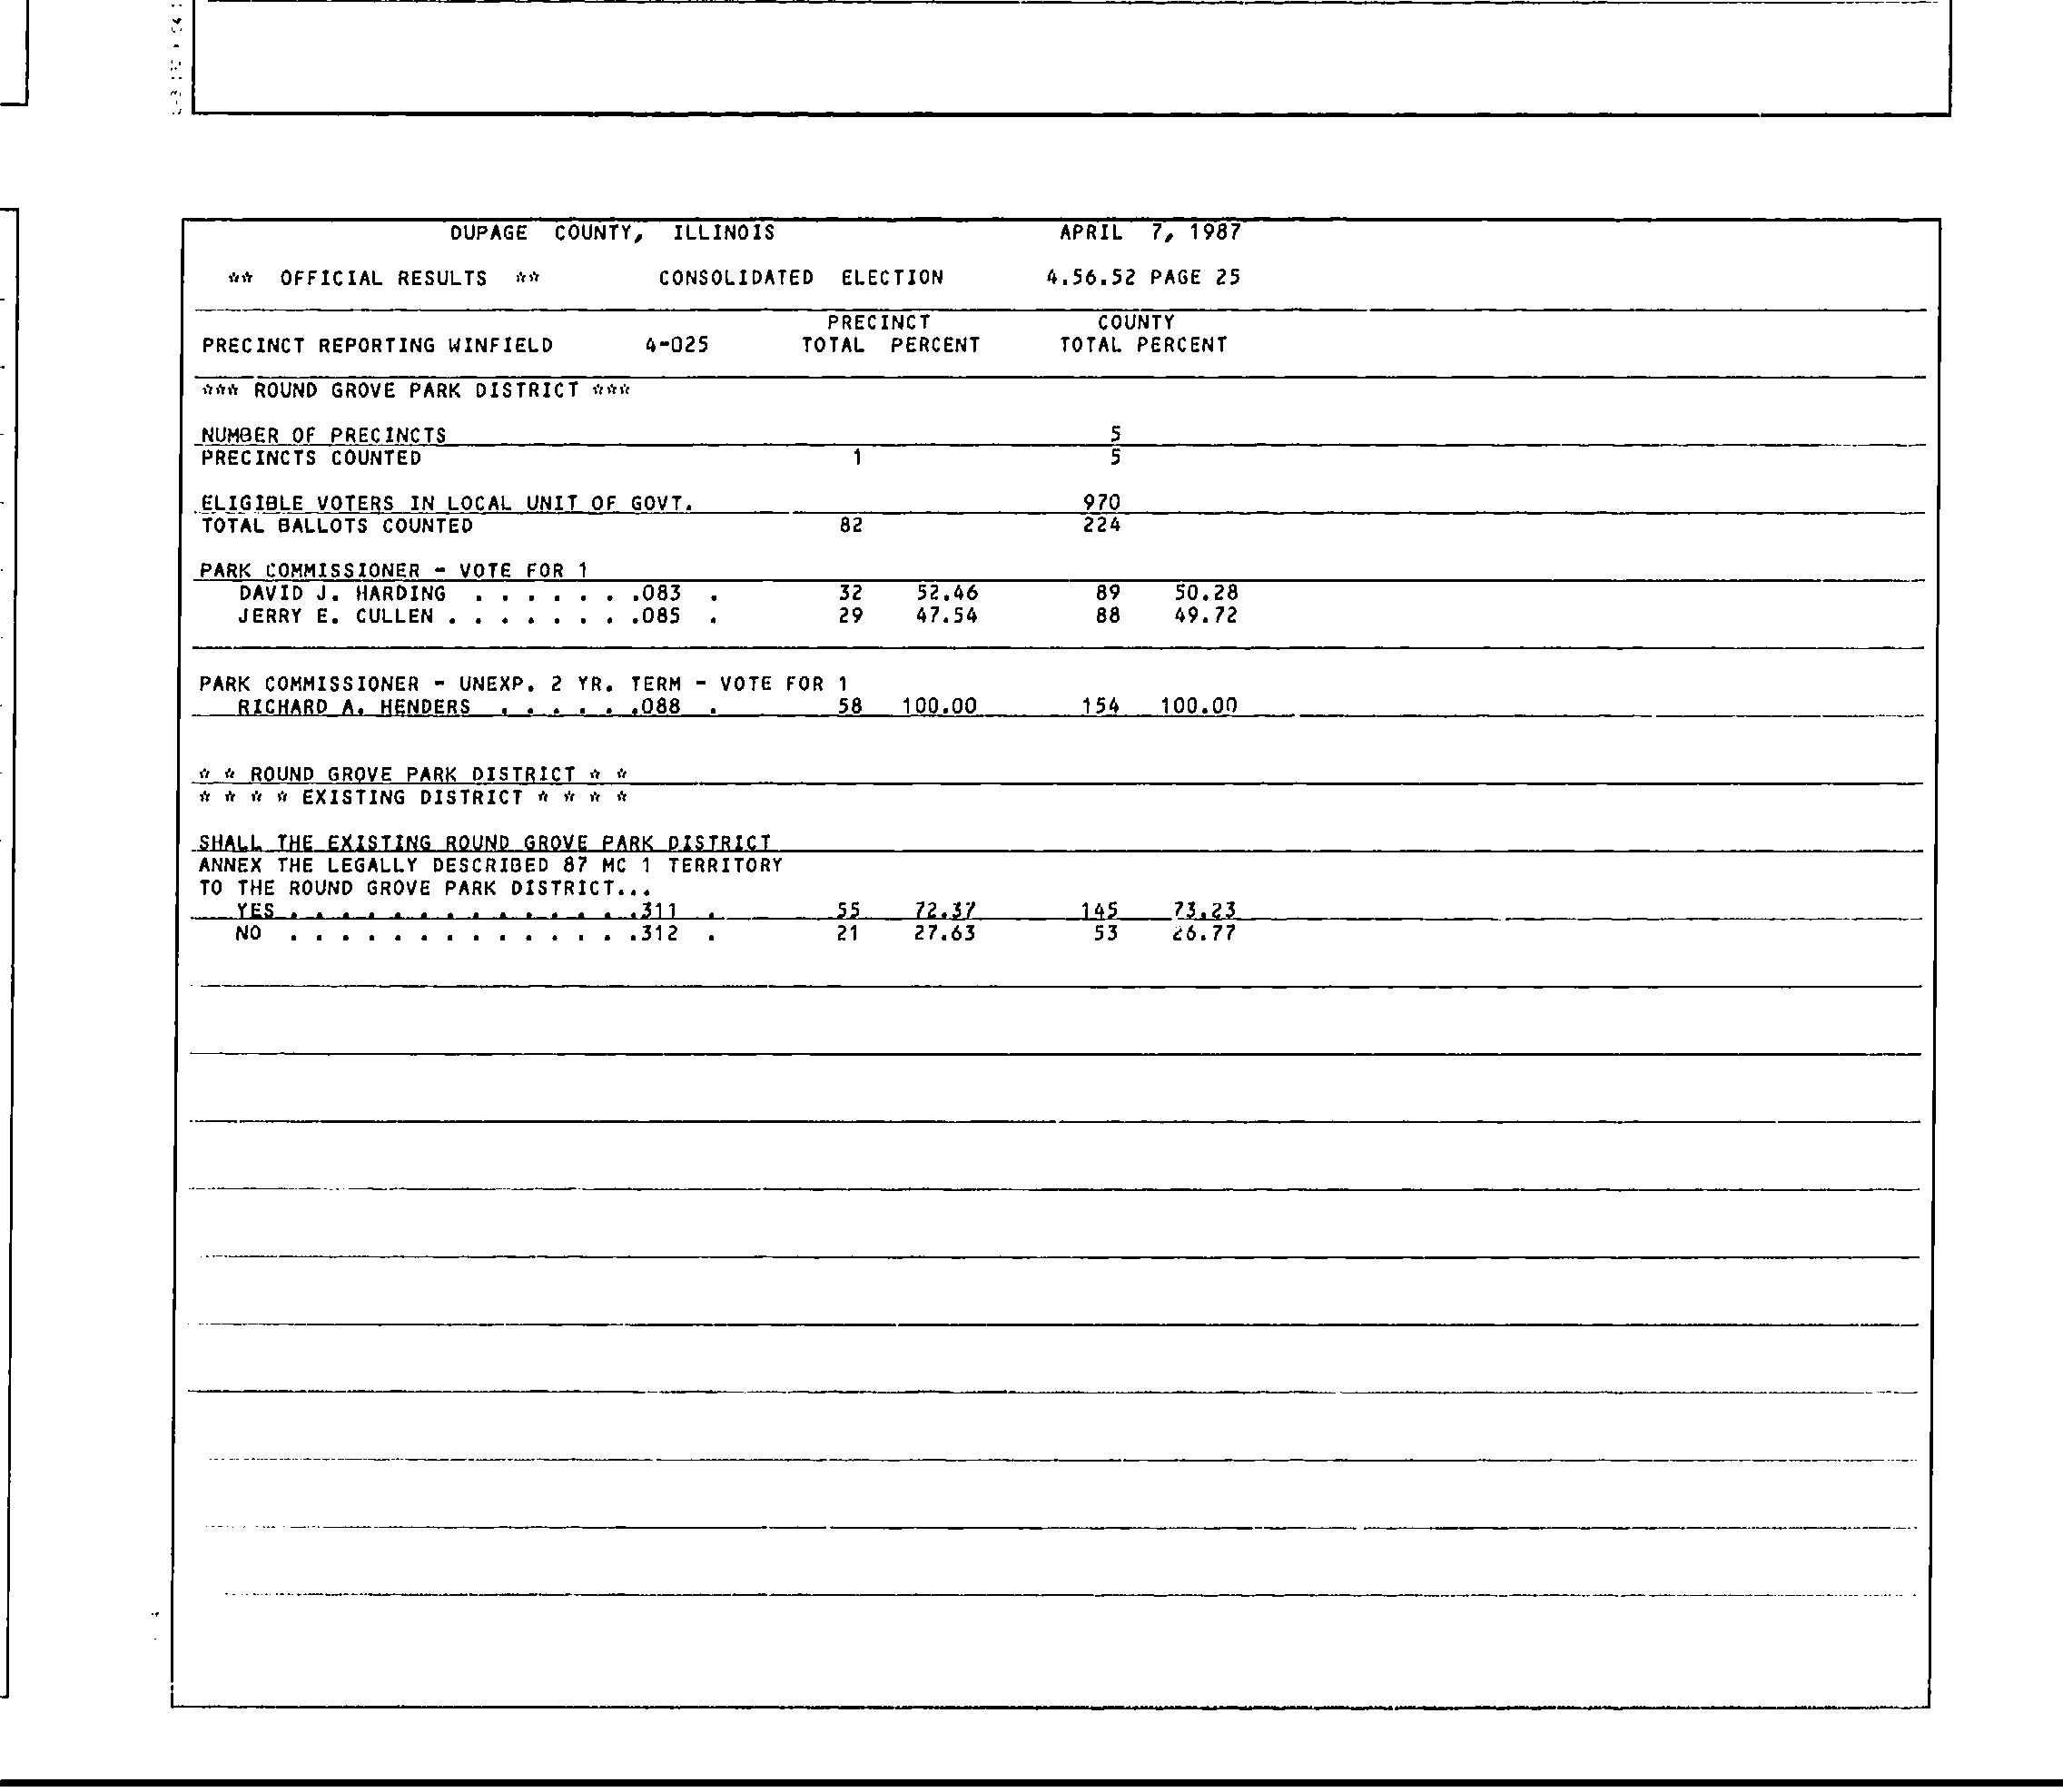 DUPAGE COUNTY, ILLINOIS APRIL 7, 1987
** OFFICIAL RESULTS ** CONSOLIDATED ELECTION 4.56.52 PAGE 25
PRECINCT COUNTY
PRECINCT REPORTING WINFIELD 4-025 TOTAL PERCENT TOTAL PERCENT
*** ROUND GROVE PARK DISTRICT ***
NUMBER OF PRECINCTS 5
PRECINCTS COUNTED 1 5
ELIGIBLE VOTERS IN LOCAL UNIT OF GOVT. 970
TOTAL BALLOTS COUNTED 82 224
PARK COMMISSIONER - VOTE FOR 1
DAVID J. HARDING . . . . . . .083 . 32 52.46 89 50.28
JERRY E. CULLEN . . . . . . . .085 . 29 47.54 88 49.72
PARK COMMISSIONER - UNEXP. 2 YR. TERM - VOTE FOR 1
RICHARD A. HENDERS . . . . . .088 . 58 100.00 154 100.00
* * ROUND GROVE PARK DISTRICT * *
* * * * EXISTING DISTRICT * * * *
SHALL THE EXISTING ROUND GROVE PARK DISTRICT
ANNEX THE LEGALLY DESCRIBED 87 MC 1 TERRITORY
TO THE ROUND GROVE PARK DISTRICT...
YES . . . . . . . . . . . . . .311 . 55 72.37 145 73.23
NO . . . . . . . . . . . . . .312 . 21 27.63 53 26.77